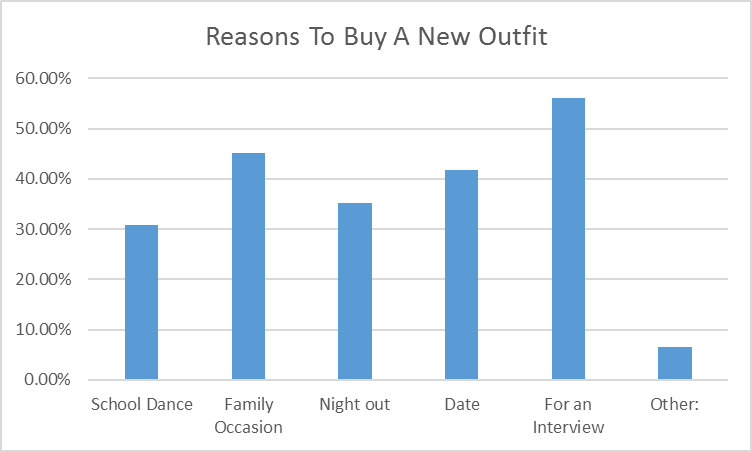 Reasons To Buy A New Outfit
60.00%
50.00%
40.00%
30.00%
20.00%
10.00%
0.00%
School Dance
Family
Occasion
Night out
Date
For an
Interview
Other: